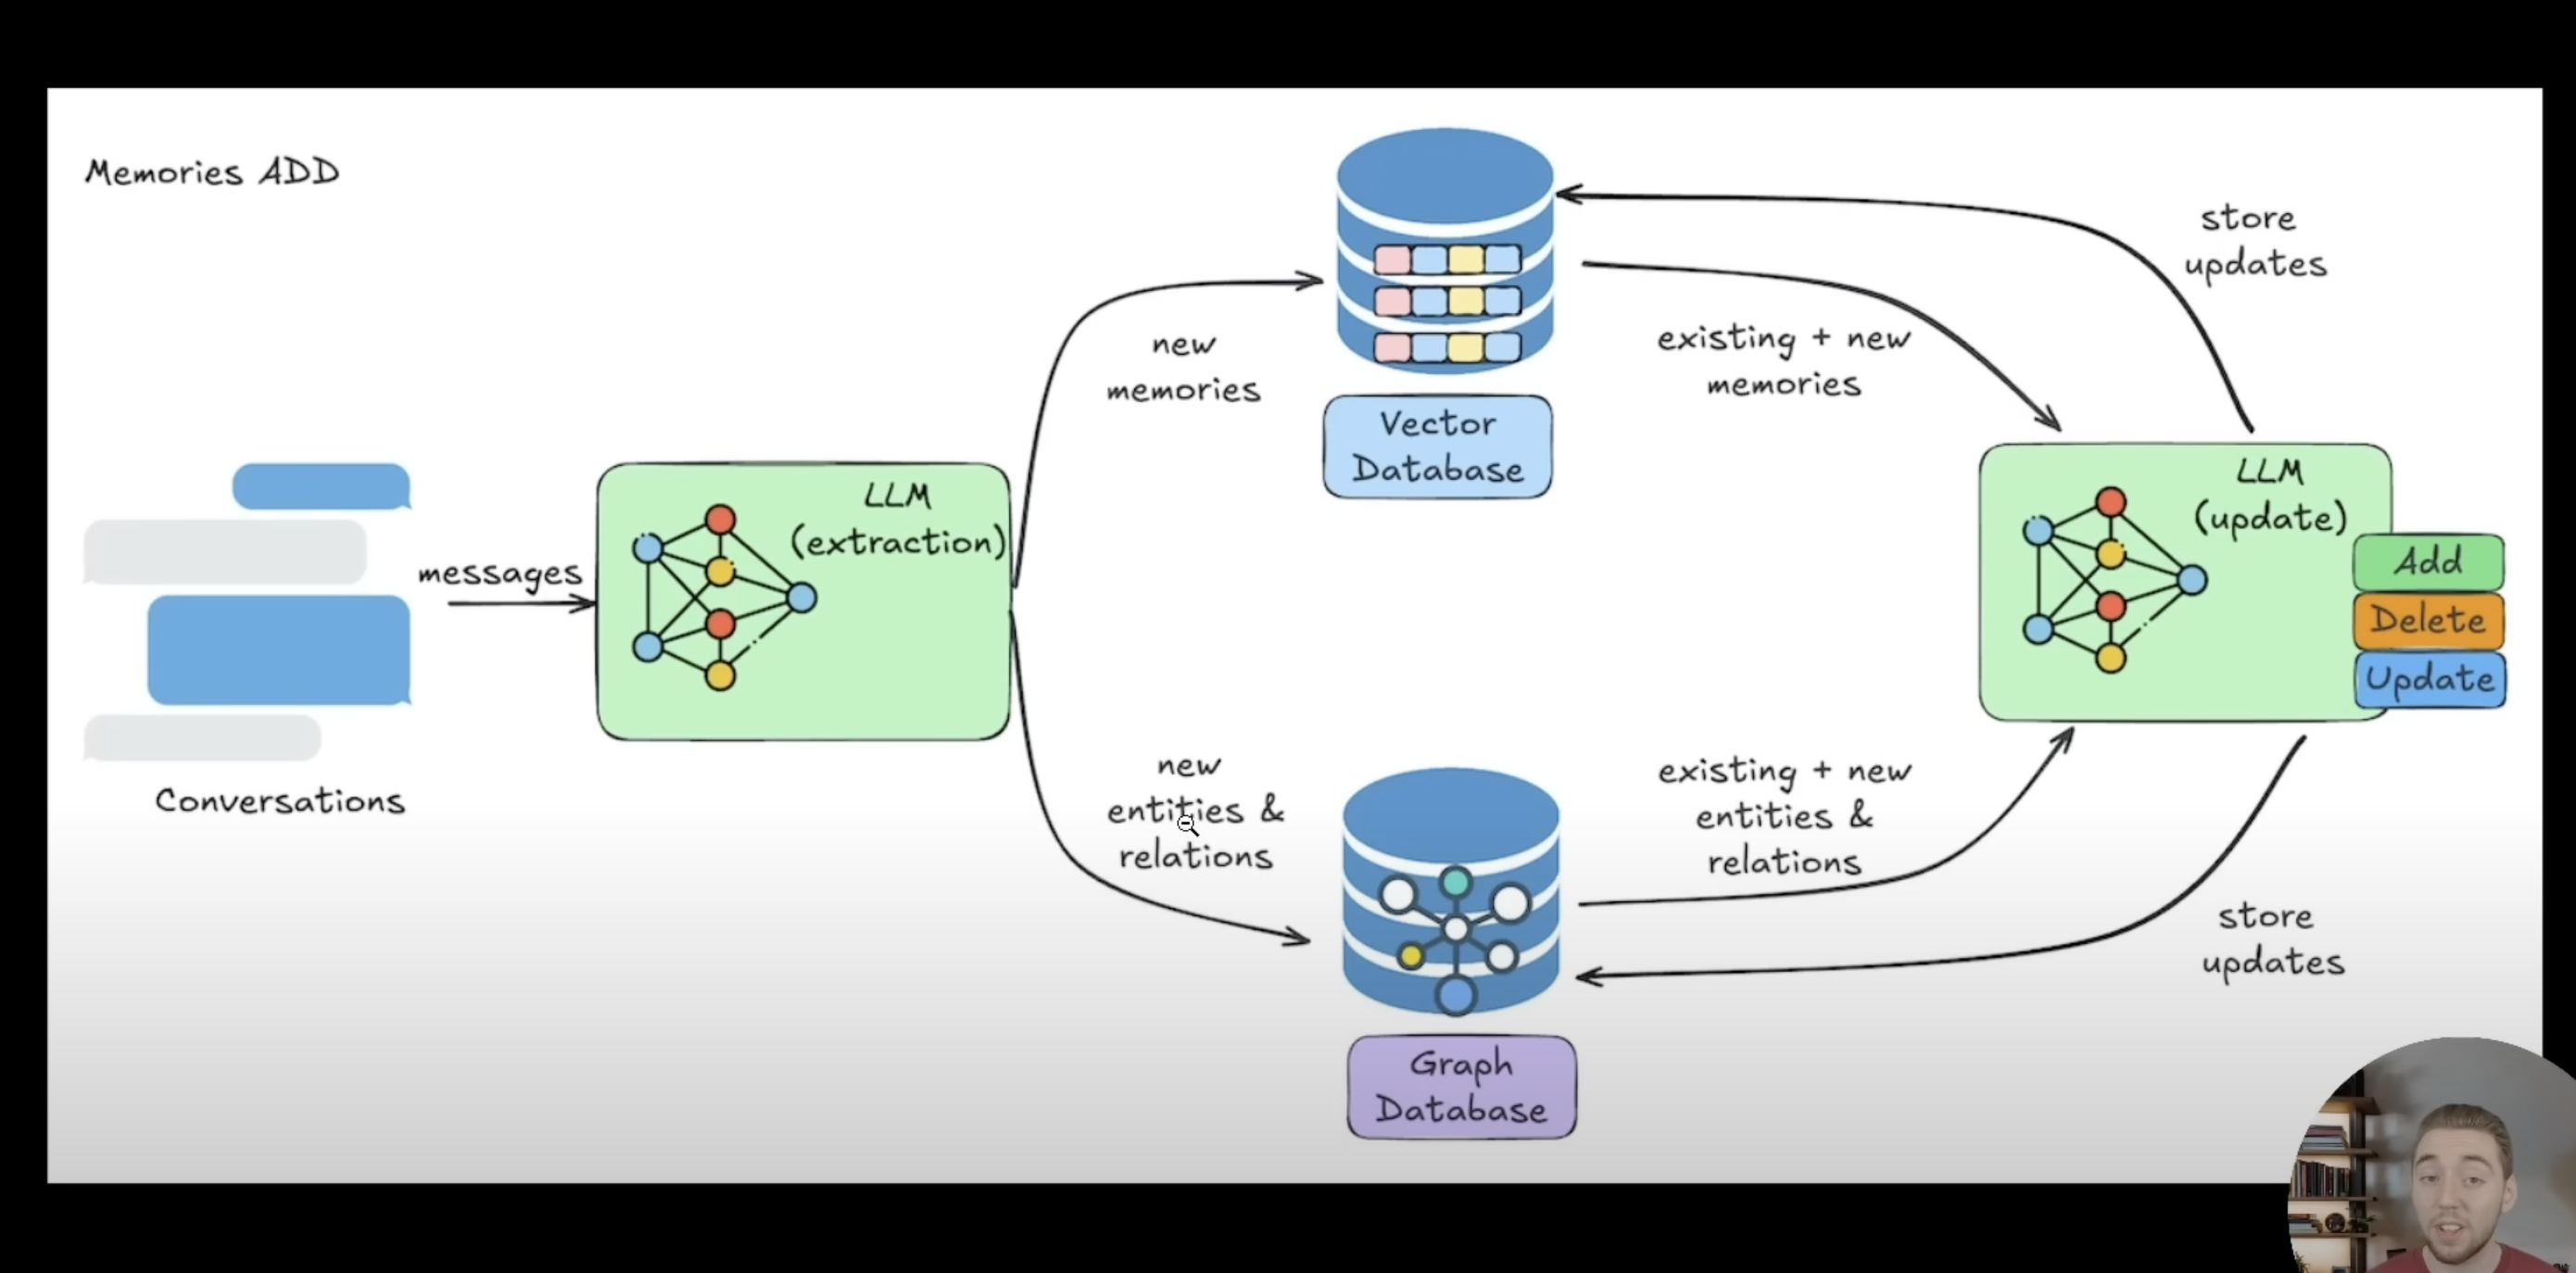 Memories ADD
store
updates
new
memories
existing + new
memories
Vector
Database
LLM
(extraction)
LLM
(update)
Add
Delete
Update
messages
Conversations
new
entities &
relations
existing + new
entities &
relations
store
updates
Graph
Database